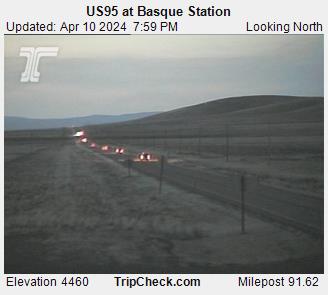 US95 at Basque Station
Updated: Apr 10 2024 7:59 PM Looking North
Elevation 4460 TripCheck.com Milepost 91.62